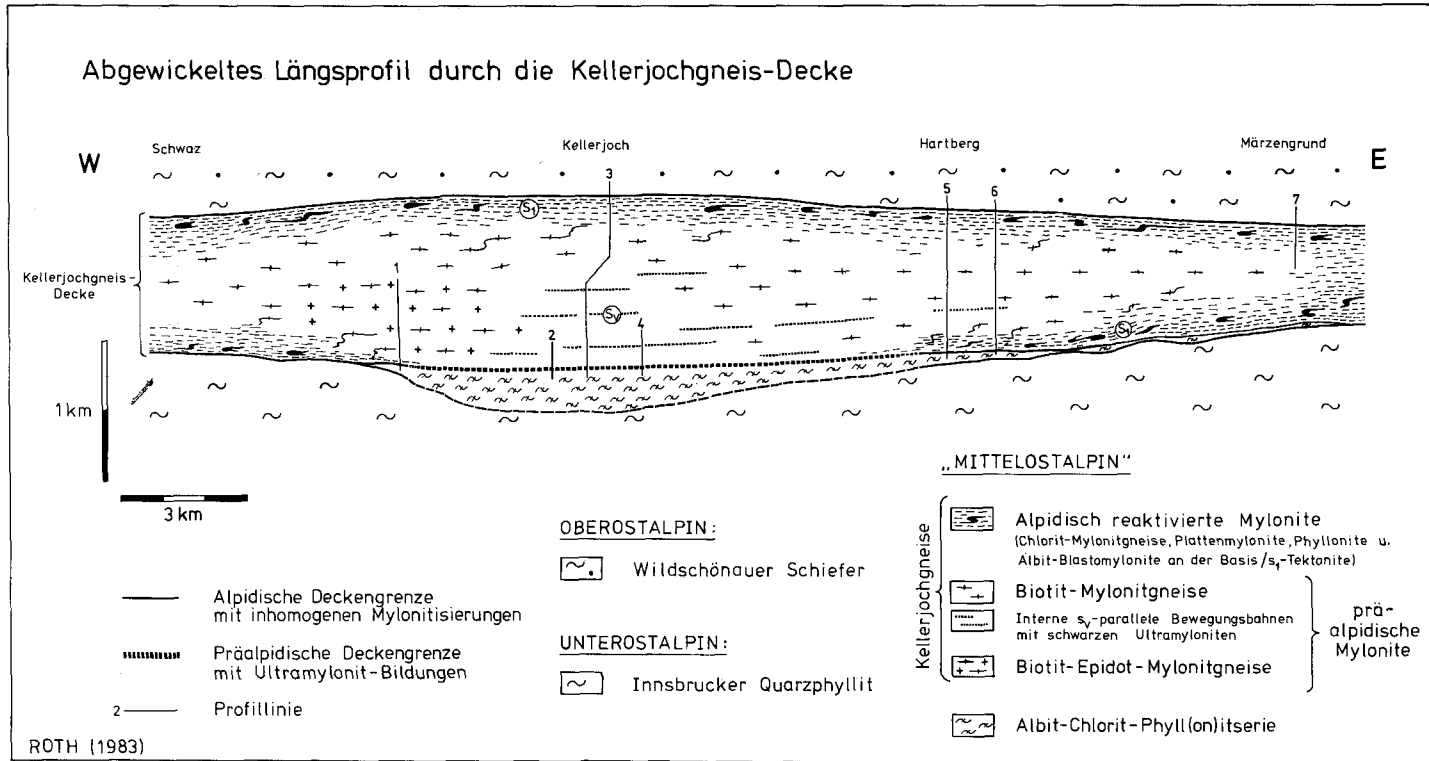 Abgewickeltes Längsprofil durch die Kellerjochgneis-Decke
W
Schwaz
Kellerjoch
Hartberg
Märzengrund
E
3
5
6
7
S1
1
Kellerjochgneis-
Decke
Sv
2
4
S1
1km
3 km
Alpidische Deckengrenze
mit inhomogenen Mylonitisierungen
Präalpidische Deckengrenze
mit Ultramylonit-Bildungen
2 Profillinie
ROTH (1983)
OBEROSTALPIN:
Wildschönauer Schiefer
UNTEROSTALPIN:
Innsbrucker Quarzphyllit
„MITTELOSTALPIN"
Kellerjochgneise
Alpidisch reaktivierte Mylonite
(Chlorit-Mylonitgneise, Plattenmylonite, Phyllonite u.
Albit-Blastomylonite an der Basis/s1-Tektonite)
Biotit-Mylonitgneise
Interne sv-parallele Bewegungsbahnen
mit schwarzen Ultramyloniten
Biotit-Epidot-Mylonitgneise
prä-
alpidische
Mylonite
Albit-Chlorit-Phyll(on)itserie